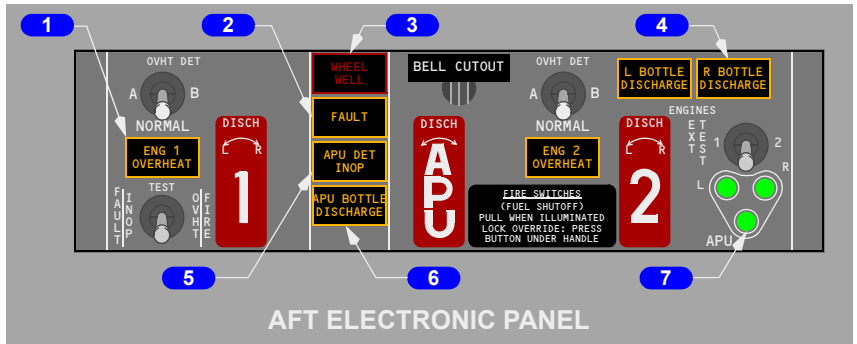 1
2
3
4
OVHT DET
A
B
NORMAL
ENG 1
OVERHEAT
TEST
FAULT
INOP
OVHT
FIRE
DISCH
L R
1
WHEEL
WELL
FAULT
APU DET
INOP
APU BOTTLE
DISCHARGE
BELL CUTOUT
DISCH
APU
OVHT DET
A
B
NORMAL
ENG 2
OVERHEAT
FIRE SWITCHES
(FUEL SHUTOFF)
PULL WHEN ILLUMINATED
LOCK OVERRIDE: PRESS
BUTTON UNDER HANDLE
DISCH
L R
2
L BOTTLE
DISCHARGE
R BOTTLE
DISCHARGE
ENGINES
EXT
TEST
1
2
L
R
APU
5
6
7
AFT ELECTRONIC PANEL